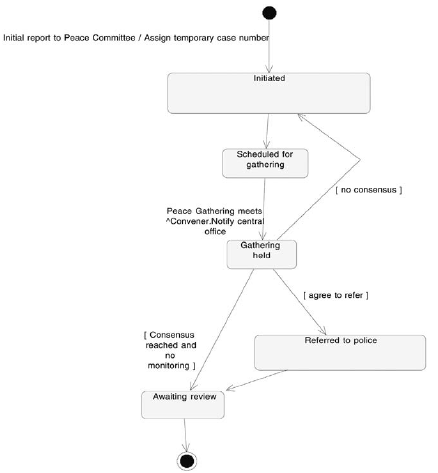 Initial report to Peace Committee / Assign temporary case number
Initiated
Scheduled for
gathering
[ no consensus ]
Peace Gathering meets
^Convener.Notify central
office
Gathering
held
[ agree to refer ]
[ Consensus
reached and
no
monitoring ]
Referred to police
Awaiting review